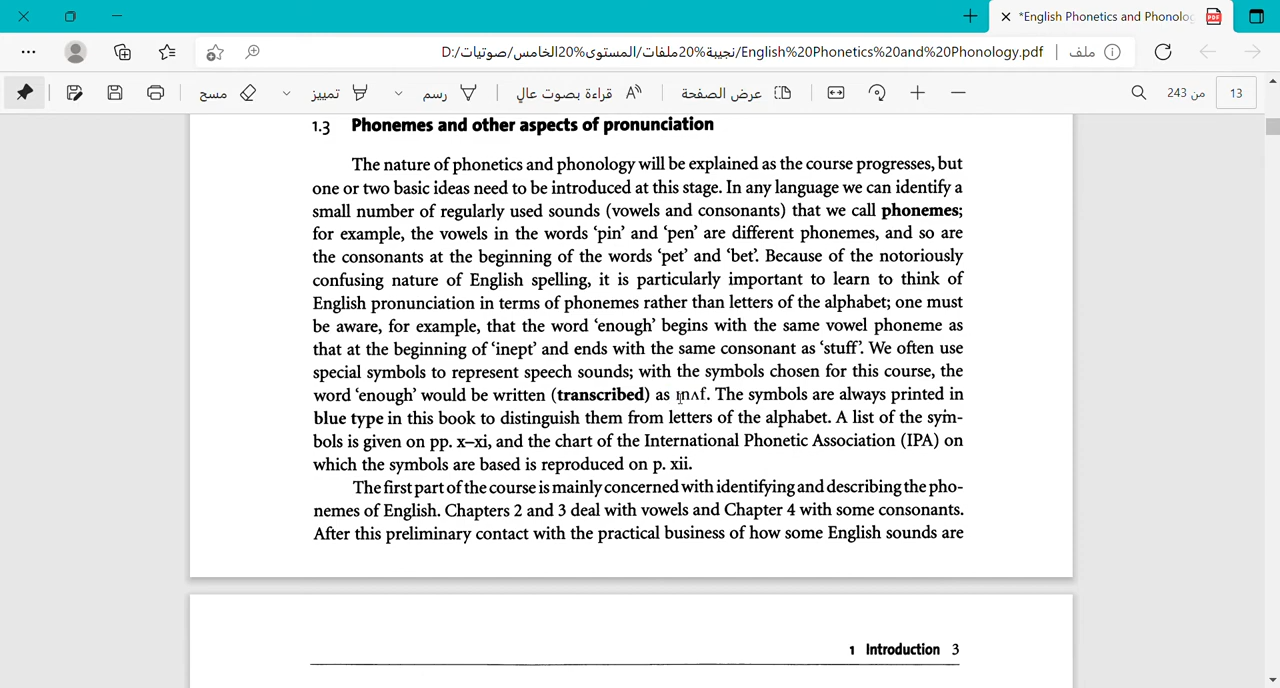 *English Phonetics and Phonolog
D:/نجيبة%20ملفات/المستوى%20الخامس/صوتيات/English%20Phonetics%20and%20Phonology.pdf
ملف
مسح
تمييز
رسم
قراءة بصوت عالٍ
عرض الصفحة
من 243
13
1.3 Phonemes and other aspects of pronunciation
The nature of phonetics and phonology will be explained as the course progresses, but
one or two basic ideas need to be introduced at this stage. In any language we can identify a
small number of regularly used sounds (vowels and consonants) that we call phonemes;
for example, the vowels in the words ‘pin’ and ‘pen’ are different phonemes, and so are
the consonants at the beginning of the words ‘pet’ and ‘bet’. Because of the notoriously
confusing nature of English spelling, it is particularly important to learn to think of
English pronunciation in terms of phonemes rather than letters of the alphabet; one must
be aware, for example, that the word ‘enough’ begins with the same vowel phoneme as
that at the beginning of ‘inept’ and ends with the same consonant as ‘stuff’. We often use
special symbols to represent speech sounds; with the symbols chosen for this course, the
word ‘enough’ would be written (transcribed) as ɪnʌf. The symbols are always printed in
blue type in this book to distinguish them from letters of the alphabet. A list of the sym-
bols is given on pp. x–xi, and the chart of the International Phonetic Association (IPA) on
which the symbols are based is reproduced on p. xii.
The first part of the course is mainly concerned with identifying and describing the pho-
nemes of English. Chapters 2 and 3 deal with vowels and Chapter 4 with some consonants.
After this preliminary contact with the practical business of how some English sounds are
1 Introduction 3